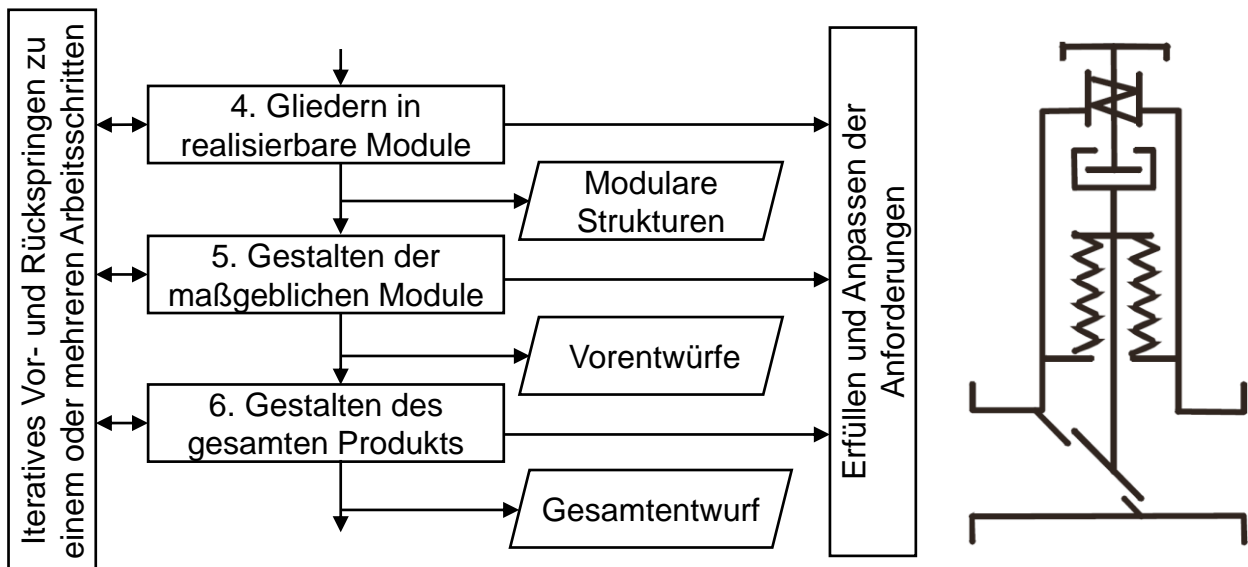 Iteratives Vor- und Rückspringen zu
einem oder mehreren Arbeitsschritten
4. Gliedern in
realisierbare Module
Modulare
Strukturen
5. Gestalten der
maßgeblichen Module
Vorentwürfe
6. Gestalten des
gesamten Produkts
Gesamtentwurf
Erfüllen und Anpassen der
Anforderungen